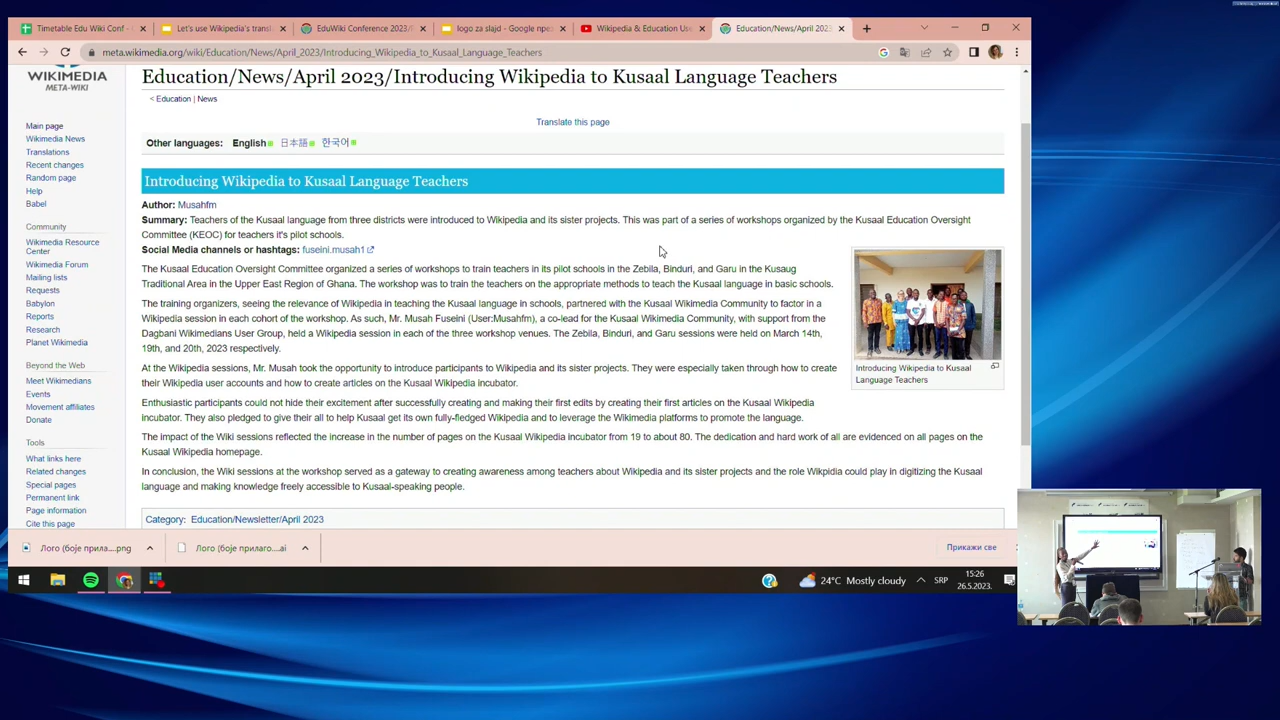 Timetable Edu Wiki Conf -
Let's use Wikipedia's transl
EduWiki Conference 2023/
logo za slajd - Google пре
Wikipedia & Education Use
Education/News/April 2023
meta.wikimedia.org/wiki/Education/News/April_2023/Introducing_Wikipedia_to_Kusaal_Language_Teachers
WIKIMEDIA
META-WIKI
Main page
Wikimedia News
Translations
Recent changes
Random page
Help
Babel
Community
Wikimedia Resource
Center
Wikimedia Forum
Mailing lists
Requests
Babylon
Reports
Research
Planet Wikimedia
Beyond the Web
Meet Wikimedians
Events
Movement affiliates
Donate
Tools
What links here
Related changes
Special pages
Permanent link
Page information
Cite this page
Education/News/April 2023/Introducing Wikipedia to Kusaal Language Teachers
< Education | News
Translate this page
Other languages: English 日本語 한국어
Introducing Wikipedia to Kusaal Language Teachers
Author: Musahfm
Summary: Teachers of the Kusaal language from three districts were introduced to Wikipedia and its sister projects. This was part of a series of workshops organized by the Kusaal Education Oversight
Committee (KEOC) for teachers it's pilot schools.
Social Media channels or hashtags: fuseini.musah1
The Kusaal Education Oversight Committee organized a series of workshops to train teachers in its pilot schools in the Zebila, Binduri, and Garu in the Kusaug
Traditional Area in the Upper East Region of Ghana. The workshop was to train the teachers on the appropriate methods to teach the Kusaal language in basic schools.
The training organizers, seeing the relevance of Wikipedia in teaching the Kusaal language in schools, partnered with the Kusaal Wikimedia Community to factor in a
Wikipedia session in each cohort of the workshop. As such, Mr. Musah Fuseini (User:Musahfm), a co-lead for the Kusaal Wikimedia Community, with support from the
Dagbani Wikimedians User Group, held a Wikipedia session in each of the three workshop venues. The Zebila, Binduri, and Garu sessions were held on March 14th,
19th, and 20th, 2023 respectively.
At the Wikipedia sessions, Mr. Musah took the opportunity to introduce participants to Wikipedia and its sister projects. They were especially taken through how to create
their Wikipedia user accounts and how to create articles on the Kusaal Wikipedia incubator.
Enthusiastic participants could not hide their excitement after successfully creating and making their first edits by creating their first articles on the Kusaal Wikipedia
incubator. They also pledged to give their all to help Kusaal get its own fully-fledged Wikipedia and to leverage the Wikimedia platforms to promote the language.
The impact of the Wiki sessions reflected the increase in the number of pages on the Kusaal Wikipedia incubator from 19 to about 80. The dedication and hard work of all are evidenced on all pages on the
Kusaal Wikipedia homepage.
In conclusion, the Wiki sessions at the workshop served as a gateway to creating awareness among teachers about Wikipedia and its sister projects and the role Wikpidia could play in digitizing the Kusaal
language and making knowledge freely accessible to Kusaal-speaking people.
Introducing Wikipedia to Kusaal
Language Teachers
Category: Education/Newsletter/April 2023
Лого (боје прила....png
Лого (боје прилаго....ai
Прикажи све
24°C Mostly cloudy
SRP
15:26
26.5.2023.